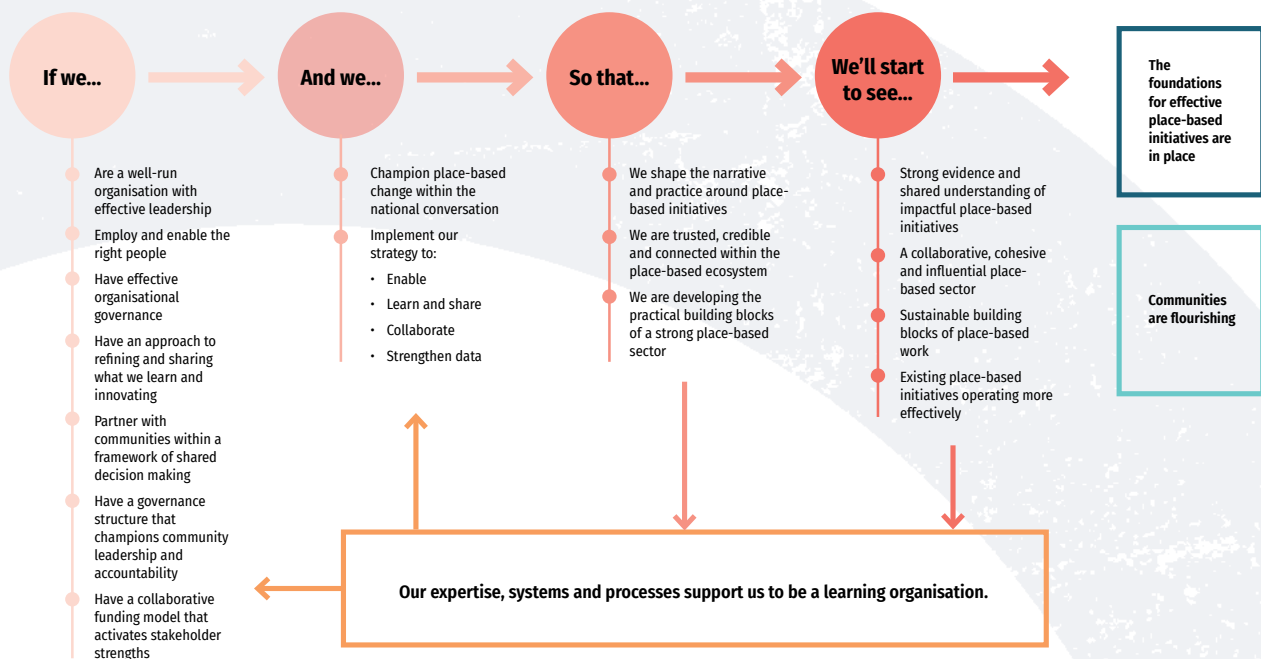 If we...
Are a well-run
organisation with
effective leadership
Employ and enable the
right people
Have effective
organisational
governance
Have an approach to
refining and sharing
what we learn and
innovating
Partner with
communities within a
framework of shared
decision making
Have a governance
structure that
champions community
leadership and
accountability
Have a collaborative
funding model that
activates stakeholder
strengths
And we...
Champion place-based
change within the
national conversation
Implement our
strategy to:
• Enable
• Learn and share
• Collaborate
• Strengthen data
So that...
We shape the narrative
and practice around place-
based initiatives
We are trusted, credible
and connected within the
place-based ecosystem
We are developing the
practical building blocks
of a strong place-based
sector
We'll start
to see...
Strong evidence and
shared understanding of
impactful place-based
initiatives
A collaborative, cohesive
and influential place-
based sector
Sustainable building
blocks of place-based
work
Existing place-based
initiatives operating more
effectively
The
foundations
for effective
place-based
initiatives are
in place
Communities
are flourishing
Our expertise, systems and processes support us to be a learning organisation.